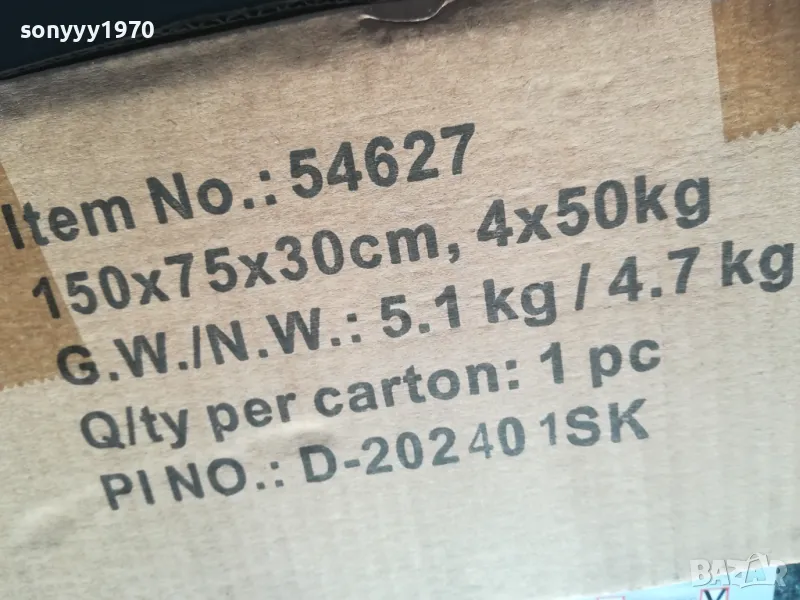 sonyyy1970
Item No.: 54627
150x75x30cm, 4x50kg
G.W./N.W.: 5.1 kg / 4.7 kg
Q/ty per carton: 1 pc
PI NO.: D-202401SK
BAZAR